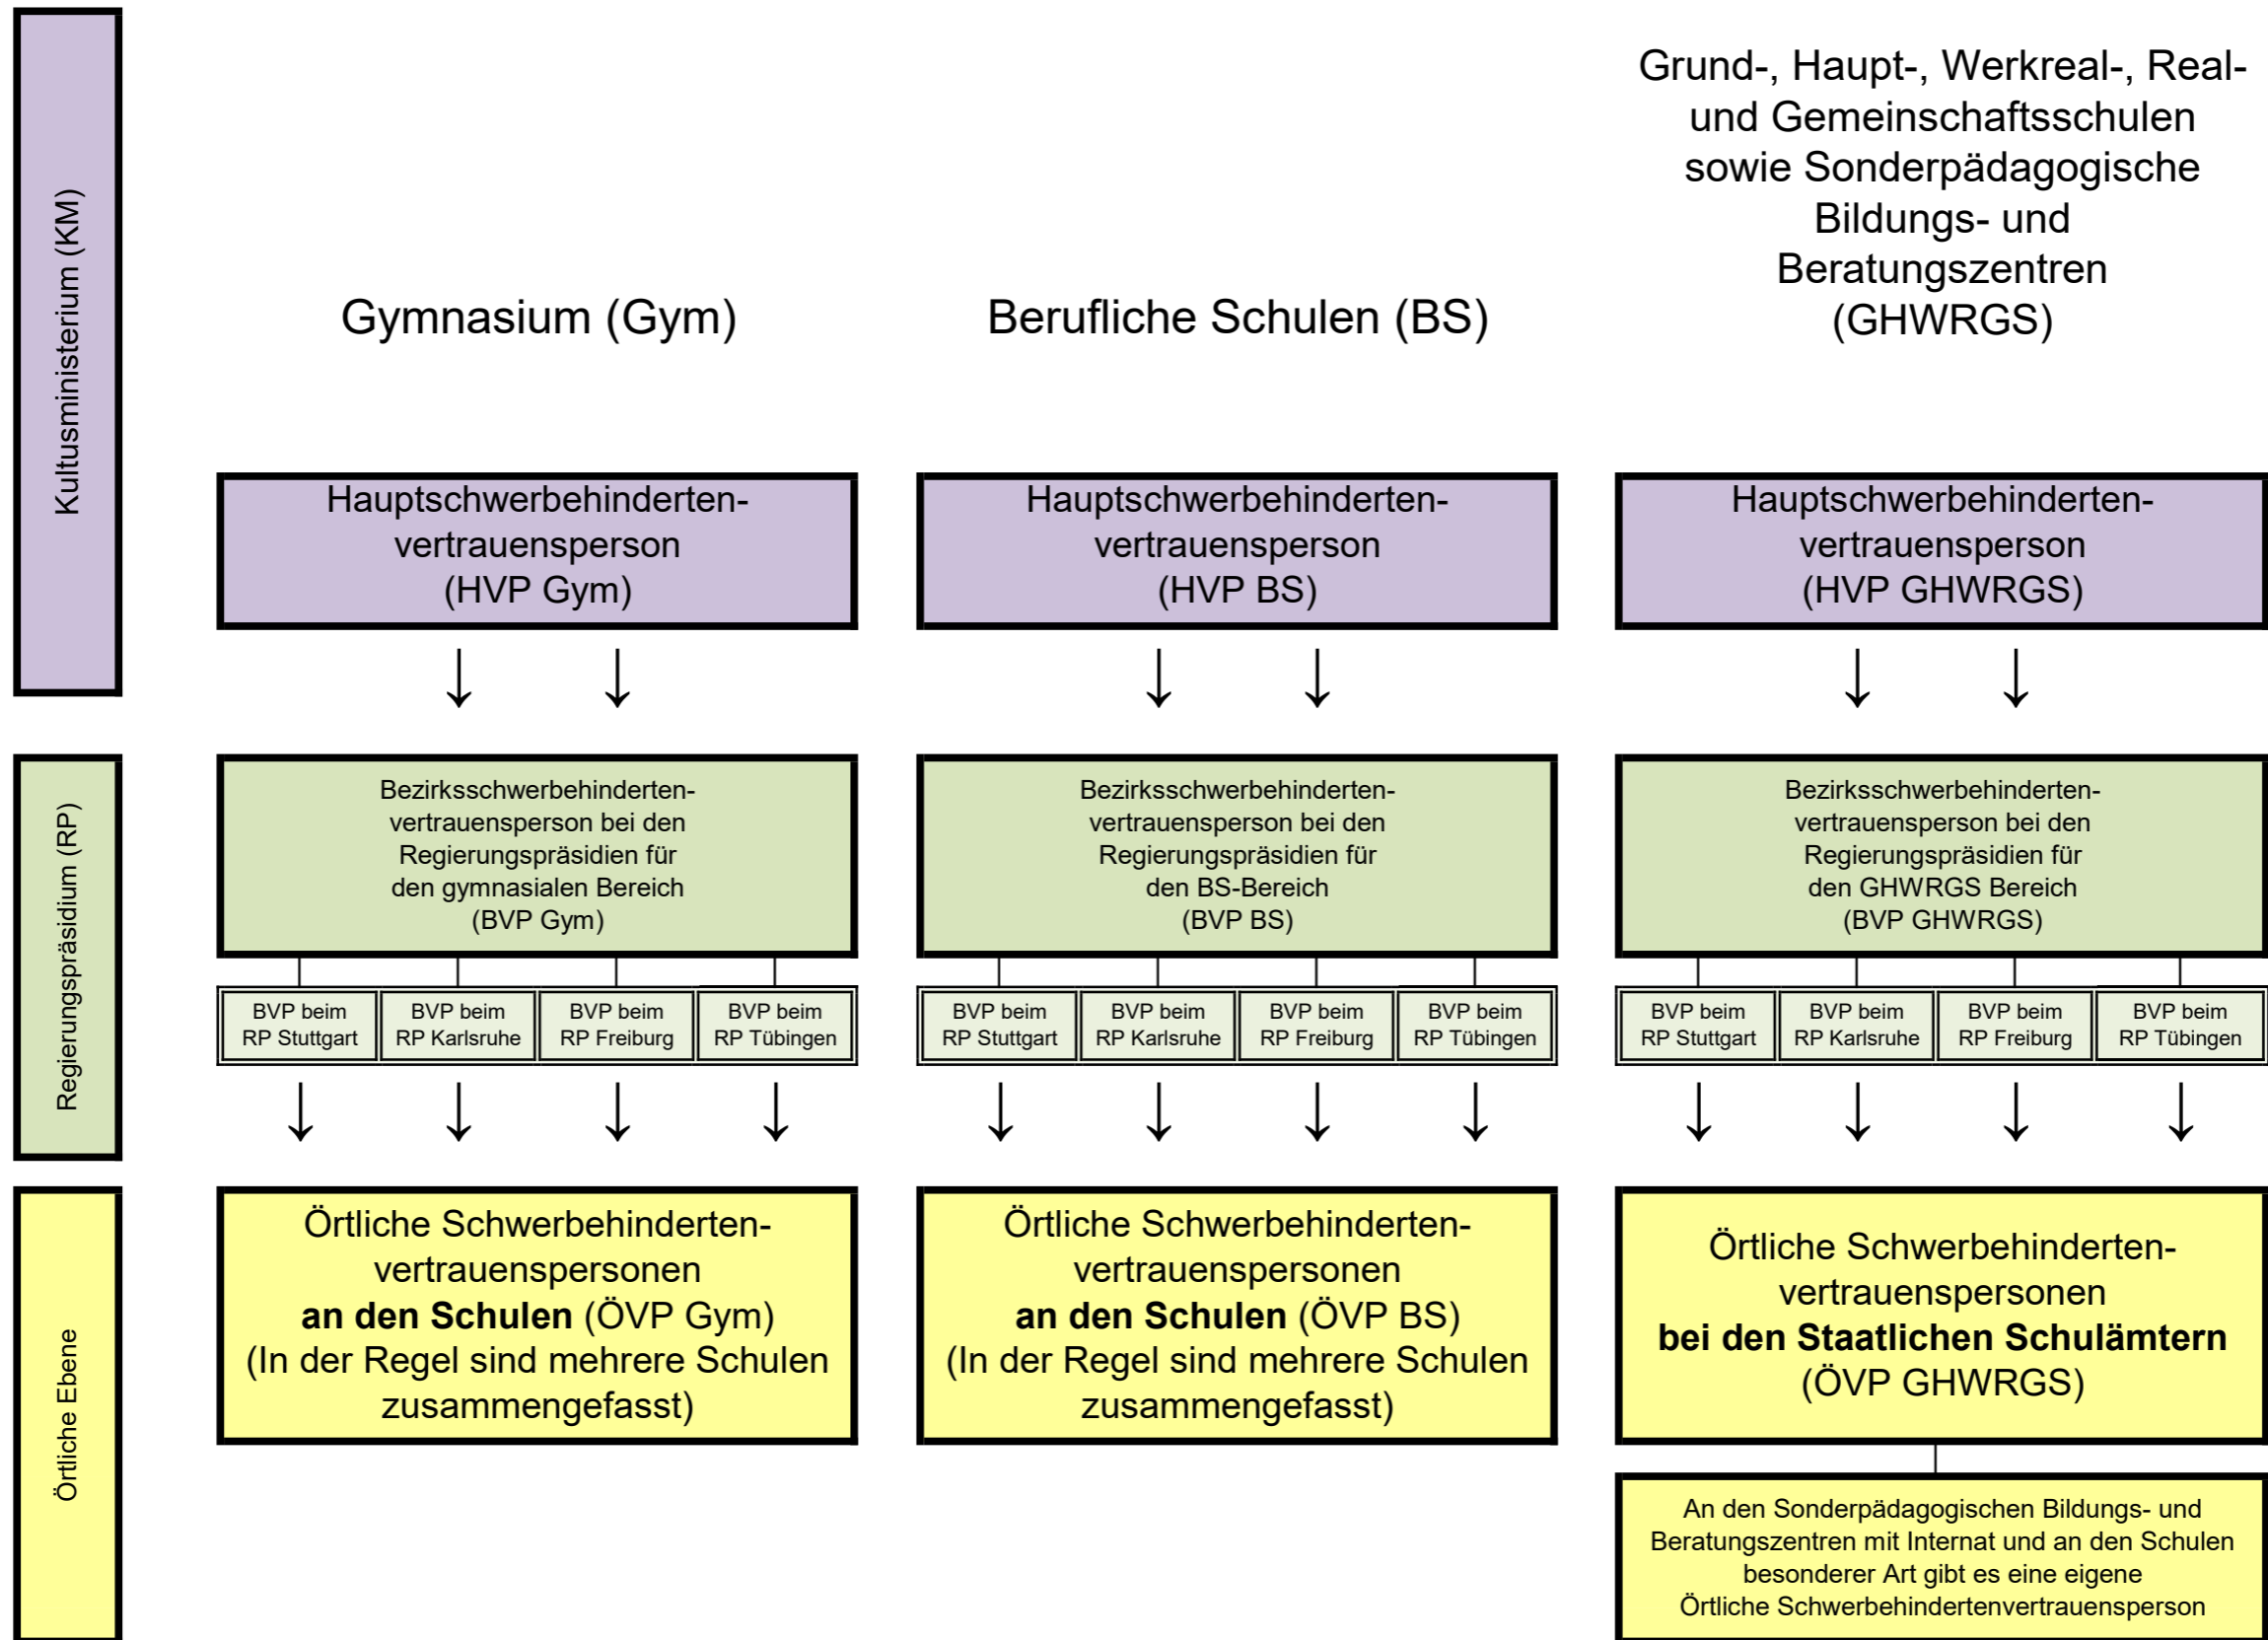 Kultusministerium (KM)
Gymnasium (Gym)
Berufliche Schulen (BS)
Grund-, Haupt-, Werkreal-, Real-
und Gemeinschaftsschulen
sowie Sonderpädagogische
Bildungs- und
Beratungszentren
(GHWRGS)
Hauptschwerbehinderten-
vertrauensperson
(HVP Gym)
Hauptschwerbehinderten-
vertrauensperson
(HVP BS)
Hauptschwerbehinderten-
vertrauensperson
(HVP GHWRGS)
Regierungspräsidium (RP)
Bezirksschwerbehinderten-
vertrauensperson bei den
Regierungspräsidien für
den gymnasialen Bereich
(BVP Gym)
Bezirksschwerbehinderten-
vertrauensperson bei den
Regierungspräsidien für
den BS-Bereich
(BVP BS)
Bezirksschwerbehinderten-
vertrauensperson bei den
Regierungspräsidien für
den GHWRGS Bereich
(BVP GHWRGS)
BVP beim
RP Stuttgart
BVP beim
RP Karlsruhe
BVP beim
RP Freiburg
BVP beim
RP Tübingen
BVP beim
RP Stuttgart
BVP beim
RP Karlsruhe
BVP beim
RP Freiburg
BVP beim
RP Tübingen
BVP beim
RP Stuttgart
BVP beim
RP Karlsruhe
BVP beim
RP Freiburg
BVP beim
RP Tübingen
Örtliche Ebene
Örtliche Schwerbehinderten-
vertrauenspersonen
an den Schulen (ÖVP Gym)
(In der Regel sind mehrere Schulen
zusammengefasst)
Örtliche Schwerbehinderten-
vertrauenspersonen
an den Schulen (ÖVP BS)
(In der Regel sind mehrere Schulen
zusammengefasst)
Örtliche Schwerbehinderten-
vertrauenspersonen
bei den Staatlichen Schulämtern
(ÖVP GHWRGS)
An den Sonderpädagogischen Bildungs- und
Beratungszentren mit Internat und an den Schulen
besonderer Art gibt es eine eigene
Örtliche Schwerbehindertenvertrauensperson